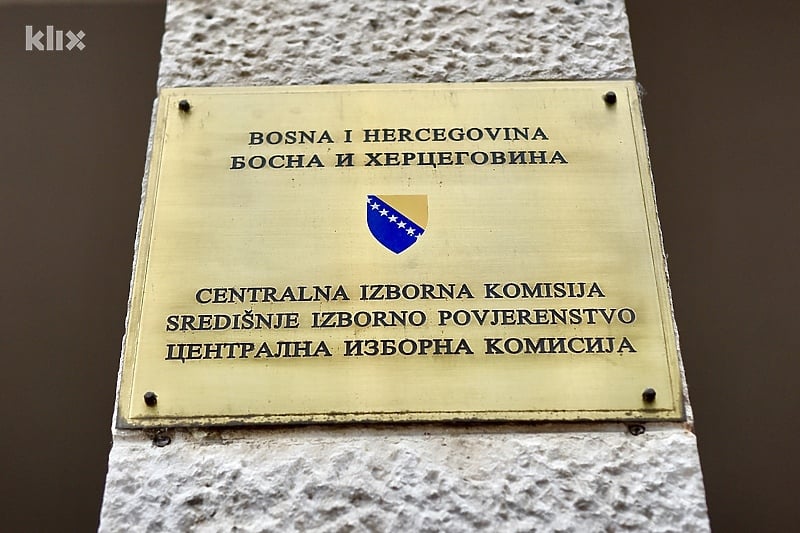 klix
BOSNA I HERCEGOVINA
БОСНА И ХЕРЦЕГОВИНА
CENTRALNA IZBORNA KOMISIJA
SREDIŠNJE IZBORNO POVJERENSTVO
ЦЕНТРАЛНА ИЗБОРНА КОМИСИЈА